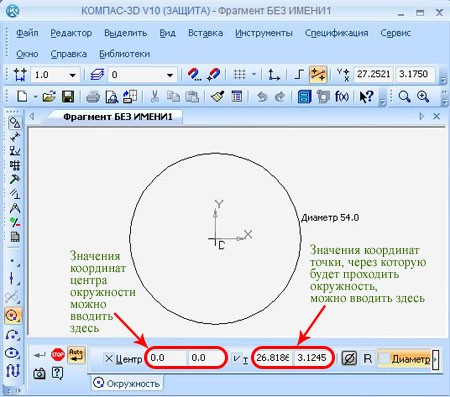 КОМПАС-3D V10 (ЗАЩИТА) - Фрагмент БЕЗ ИМЕНИ1
Файл Редактор Выделить Вид Вставка Инструменты Спецификация Сервис
Окно Справка Библиотеки
1.0 0 27.2521 3.1750
f(x)
Фрагмент БЕЗ ИМЕНИ1
Диаметр 54.0
Y
X
Значения
координат
центра
окружности
можно
вводить
здесь
Значения координат
точки, через которую
будет проходить
окружность,
можно вводить здесь
STOP Auto Центр 0.0 0.0 т 26.8186 3.1245 R Диаметр
Окружность